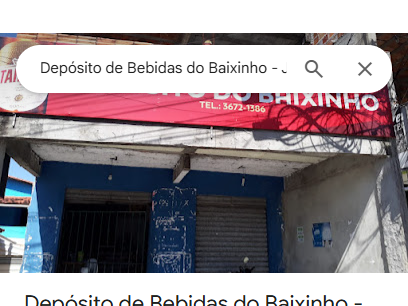 Depósito de Bebidas do Baixinho -
DO BAIXINHO
TEL.: 3672-1386
Depósito de Bebidas do Baixinho -